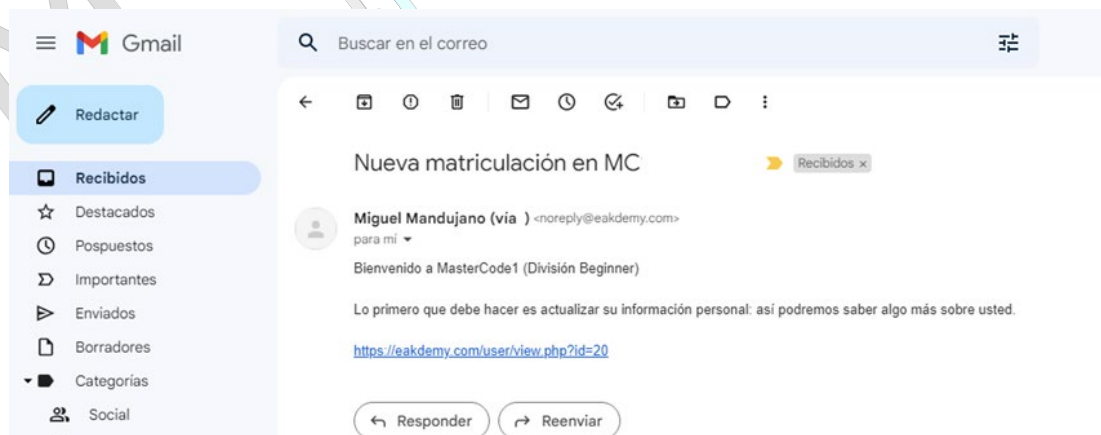 Gmail
Buscar en el correo
Redactar
Recibidos
Destacados
Pospuestos
Importantes
Enviados
Borradores
Categorías
Social
Nueva matriculación en MC
Recibidos x
Miguel Mandujano (vía ) <noreply@eakdemy.com>
para mí
Bienvenido a MasterCode1 (División Beginner)
Lo primero que debe hacer es actualizar su información personal: así podremos saber algo más sobre usted.
https://eakdemy.com/user/view.php?id=20
Responder
Reenviar